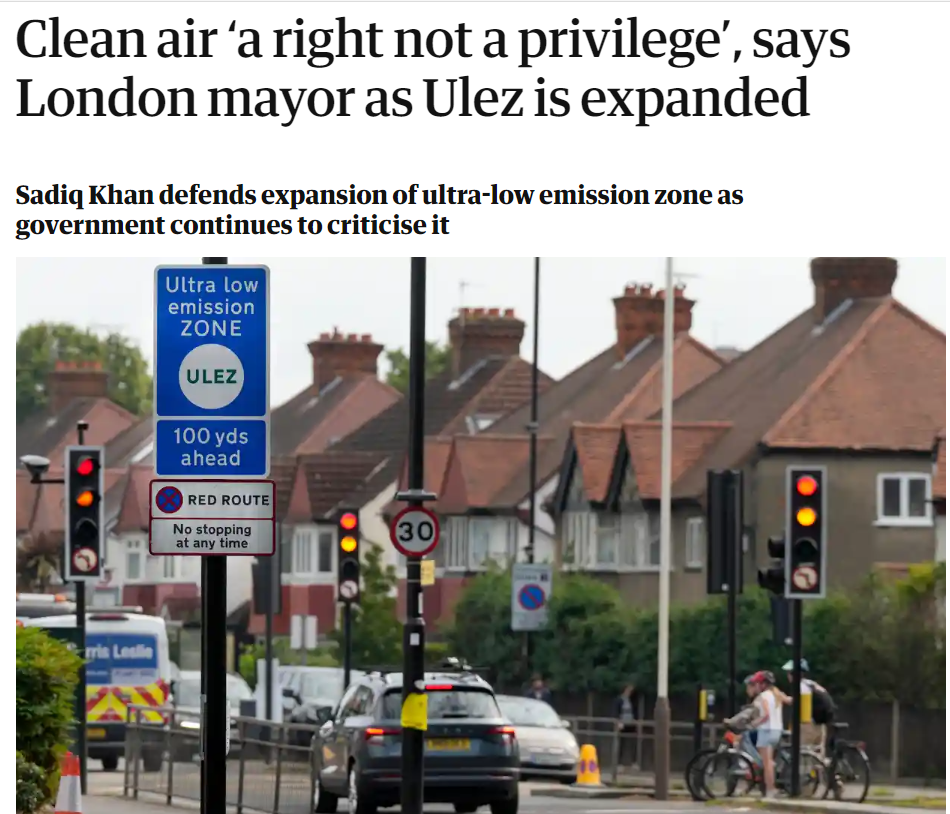 Clean air ‘a right not a privilege’, says
London mayor as Ulez is expanded
Sadiq Khan defends expansion of ultra-low emission zone as
government continues to criticise it
Ultra low
emission
ZONE
ULEZ
100 yds
ahead
RED ROUTE
No stopping
at any time
30
Leslie